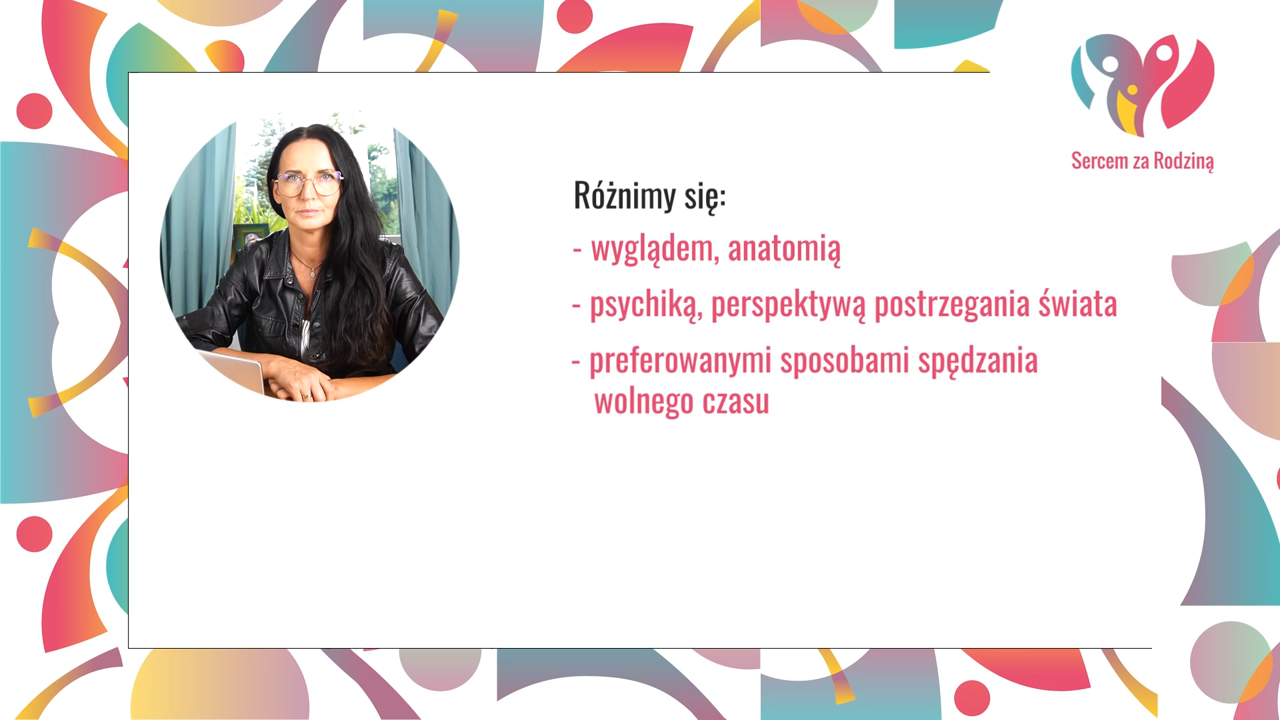 Sercem za Rodziną
Różnimy się:
- wyglądem, anatomią
- psychiką, perspektywą postrzegania świata
- preferowanymi sposobami spędzania
wolnego czasu